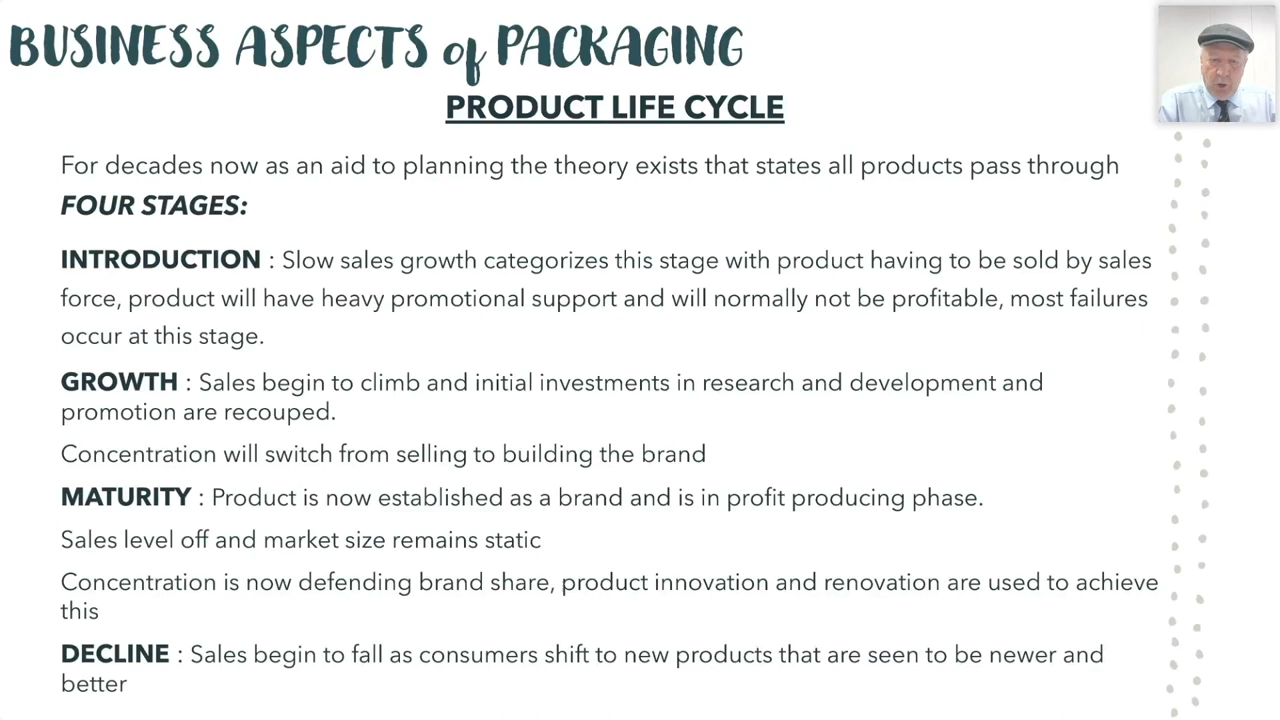 BUSINESS ASPECTS of PACKAGING
PRODUCT LIFE CYCLE
For decades now as an aid to planning the theory exists that states all products pass through
FOUR STAGES:
INTRODUCTION : Slow sales growth categorizes this stage with product having to be sold by sales
force, product will have heavy promotional support and will normally not be profitable, most failures
occur at this stage.
GROWTH : Sales begin to climb and initial investments in research and development and
promotion are recouped.
Concentration will switch from selling to building the brand
MATURITY : Product is now established as a brand and is in profit producing phase.
Sales level off and market size remains static
Concentration is now defending brand share, product innovation and renovation are used to achieve
this
DECLINE : Sales begin to fall as consumers shift to new products that are seen to be newer and
better